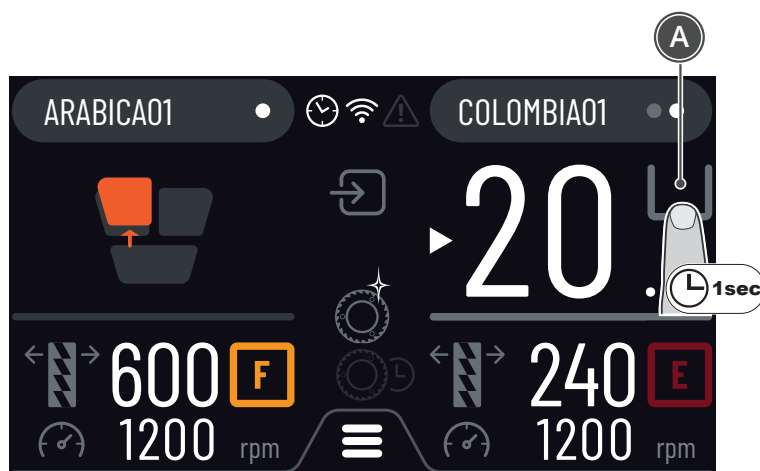 A
ARABICA01
COLOMBIA01
20.
1sec
600 F
240 E
1200 rpm
1200 rpm